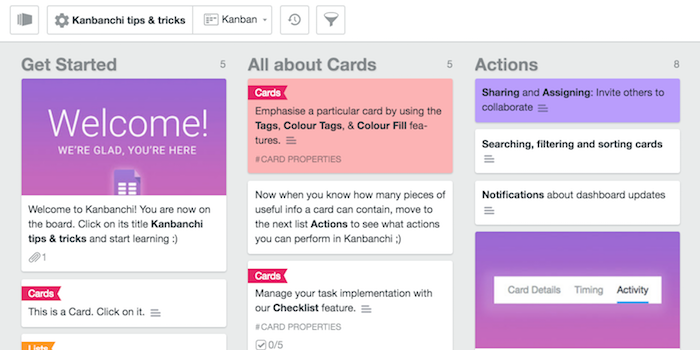 Kanbanchi tips & tricks
Kanban
Get Started 5
Welcome!
WE'RE GLAD, YOU'RE HERE
Welcome to Kanbanchi! You are now on
the board. Click on its title Kanbanchi
tips & tricks and start learning :)
1
Cards
This is a Card. Click on it.
Lists
All about Cards 5
Cards
Emphasise a particular card by using the
Tags, Colour Tags, & Colour Fill fea-
tures.
#CARD PROPERTIES
Now when you know how many pieces of
useful info a card can contain, move to
the next list Actions to see what actions
you can perform in Kanbanchi ;)
Cards
Manage your task implementation with
our Checklist feature.
#CARD PROPERTIES
0/5
Actions 8
Sharing and Assigning: Invite others to
collaborate
Searching, filtering and sorting cards
Notifications about dashboard updates
Card Details Timing Activity